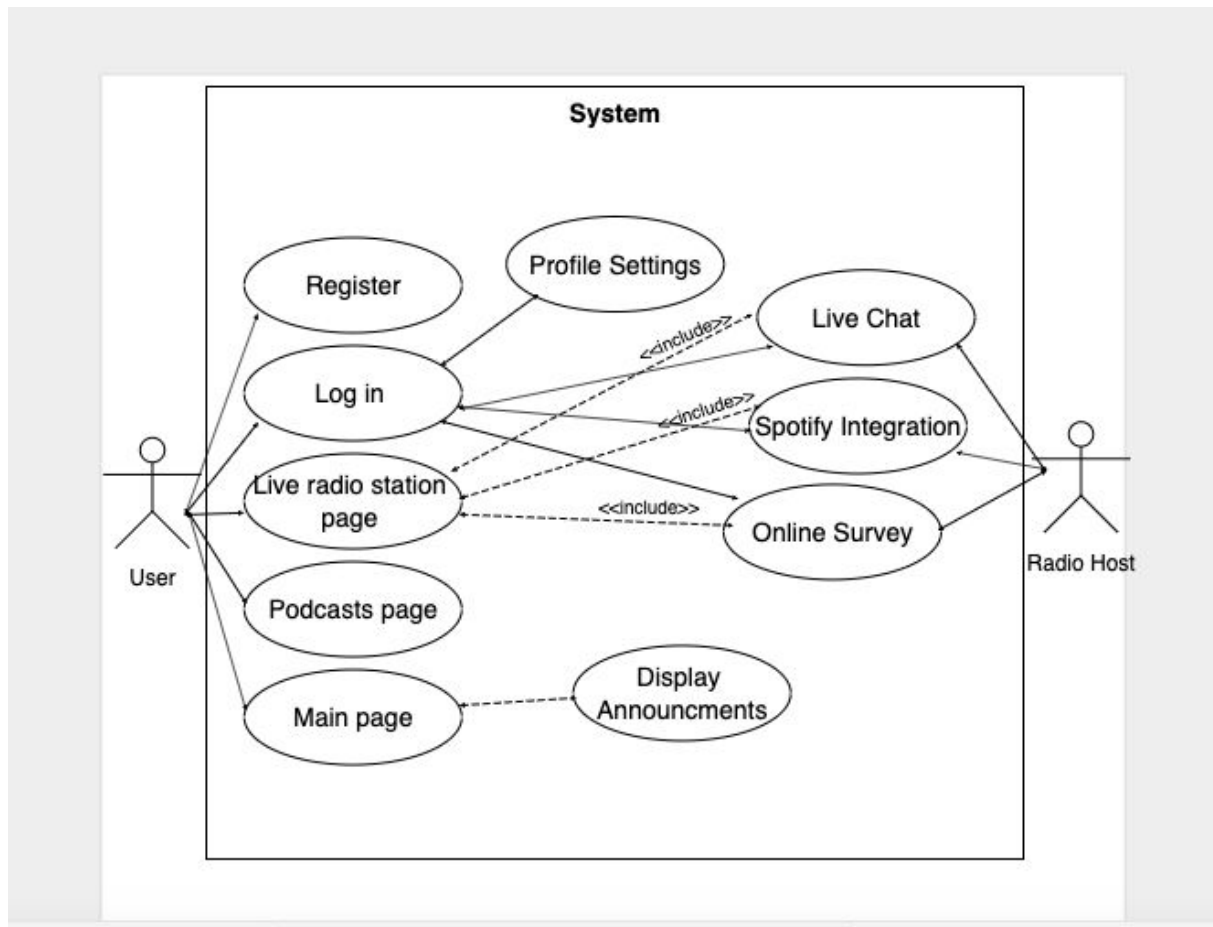 System
Profile Settings
Register
Live Chat
<<include>>
Log in
<<include>>
Spotify Integration
Live radio station
page
<<include>>
Online Survey
User
Radio Host
Podcasts page
Display
Announcments
Main page